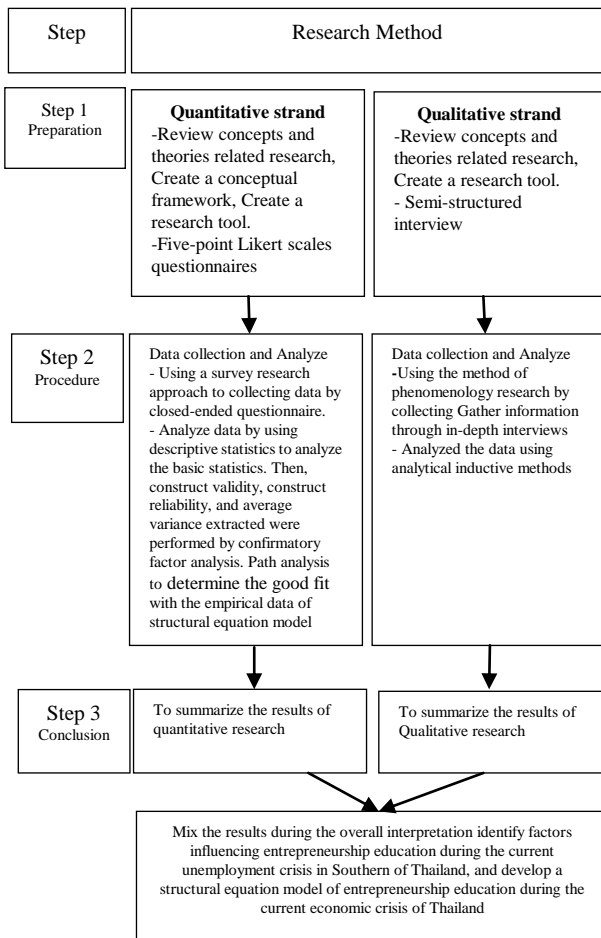 Step
Research Method
Step 1
Preparation
Quantitative strand
-Review concepts and
theories related research,
Create a conceptual
framework, Create a
research tool.
-Five-point Likert scales
questionnaires
Qualitative strand
-Review concepts and
theories related research,
Create a research tool.
- Semi-structured
interview
Step 2
Procedure
Data collection and Analyze
- Using a survey research
approach to collecting data by
closed-ended questionnaire.
- Analyze data by using
descriptive statistics to analyze
the basic statistics. Then,
construct validity, construct
reliability, and average
variance extracted were
performed by confirmatory
factor analysis. Path analysis
to determine the good fit
with the empirical data of
structural equation model
Data collection and Analyze
-Using the method of
phenomenology research by
collecting Gather information
through in-depth interviews
- Analyzed the data using
analytical inductive methods
Step 3
Conclusion
To summarize the results of
quantitative research
To summarize the results of
Qualitative research
Mix the results during the overall interpretation identify factors
influencing entrepreneurship education during the current
unemployment crisis in Southern of Thailand, and develop a
structural equation model of entrepreneurship education during the
current economic crisis of Thailand